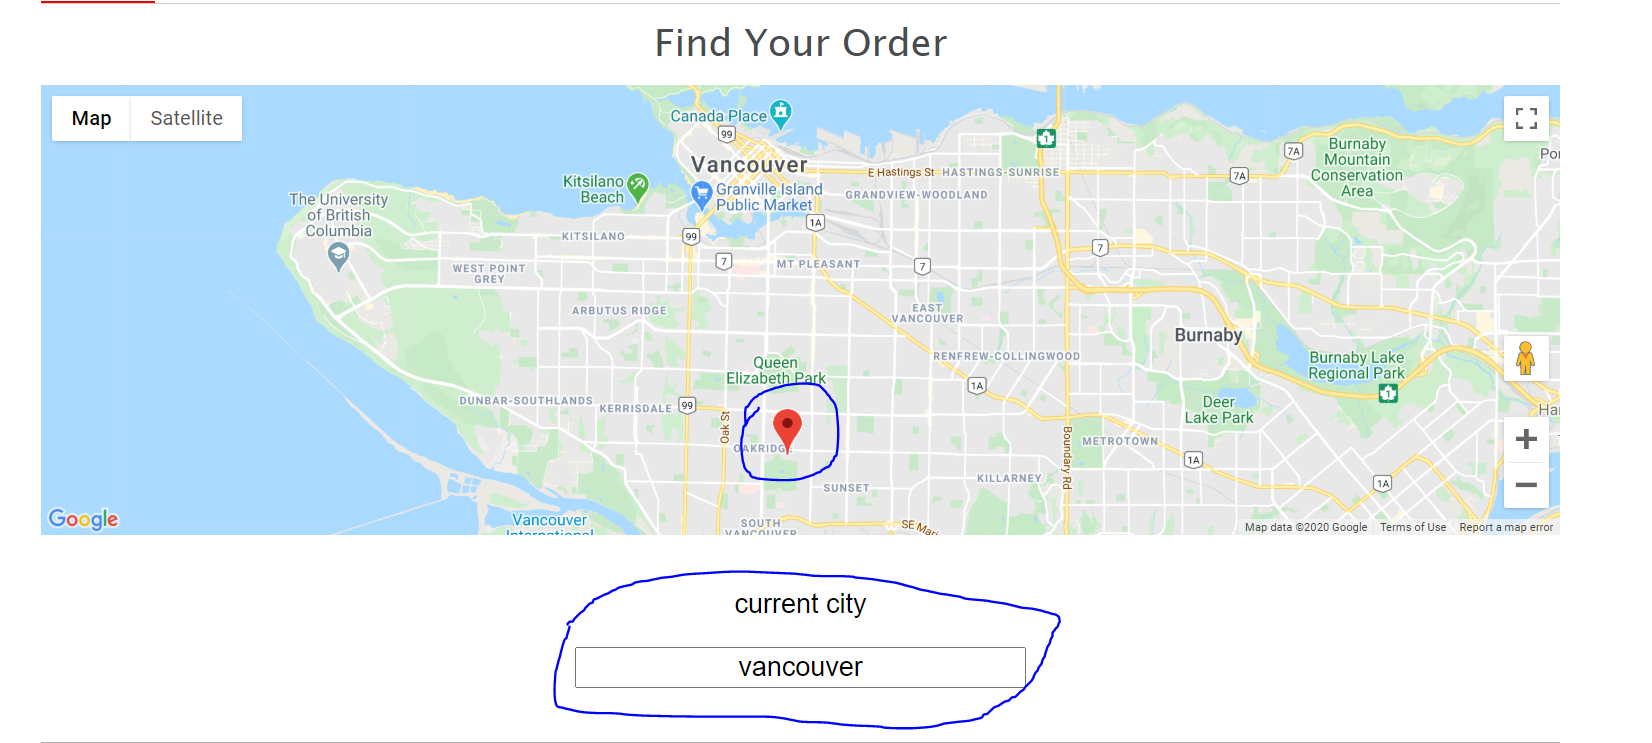 Find Your Order
Map
Satellite
Canada Place
99
Vancouver
Kitsilano
Beach
Granville Island
Public Market
E Hastings St
HASTINGS-SUNRISE
1
7A
Burnaby
Mountain
Conservation
Area
Por
7A
The University
of British
Columbia
GRANDVIEW-WOODLAND
1A
KITSILANO
99
7
MT PLEASANT
7
7
WEST POINT
GREY
ARBUTUS RIDGE
EAST
VANCOUVER
Burnaby
RENFREW-COLLINGWOOD
Burnaby Lake
Regional Park
Queen
Elizabeth Park
1A
1
DUNBAR-SOUTHLANDS
KERRISDALE
99
Oak St
Deer
Lake Park
Har
OAKRIDGE
Boundary Rd
METROTOWN
1A
KILLARNEY
1A
SUNSET
Google
Vancouver
International
SOUTH
VANCOUVER
SE Mari
Map data ©2020 Google
Terms of Use
Report a map error
current city
vancouver